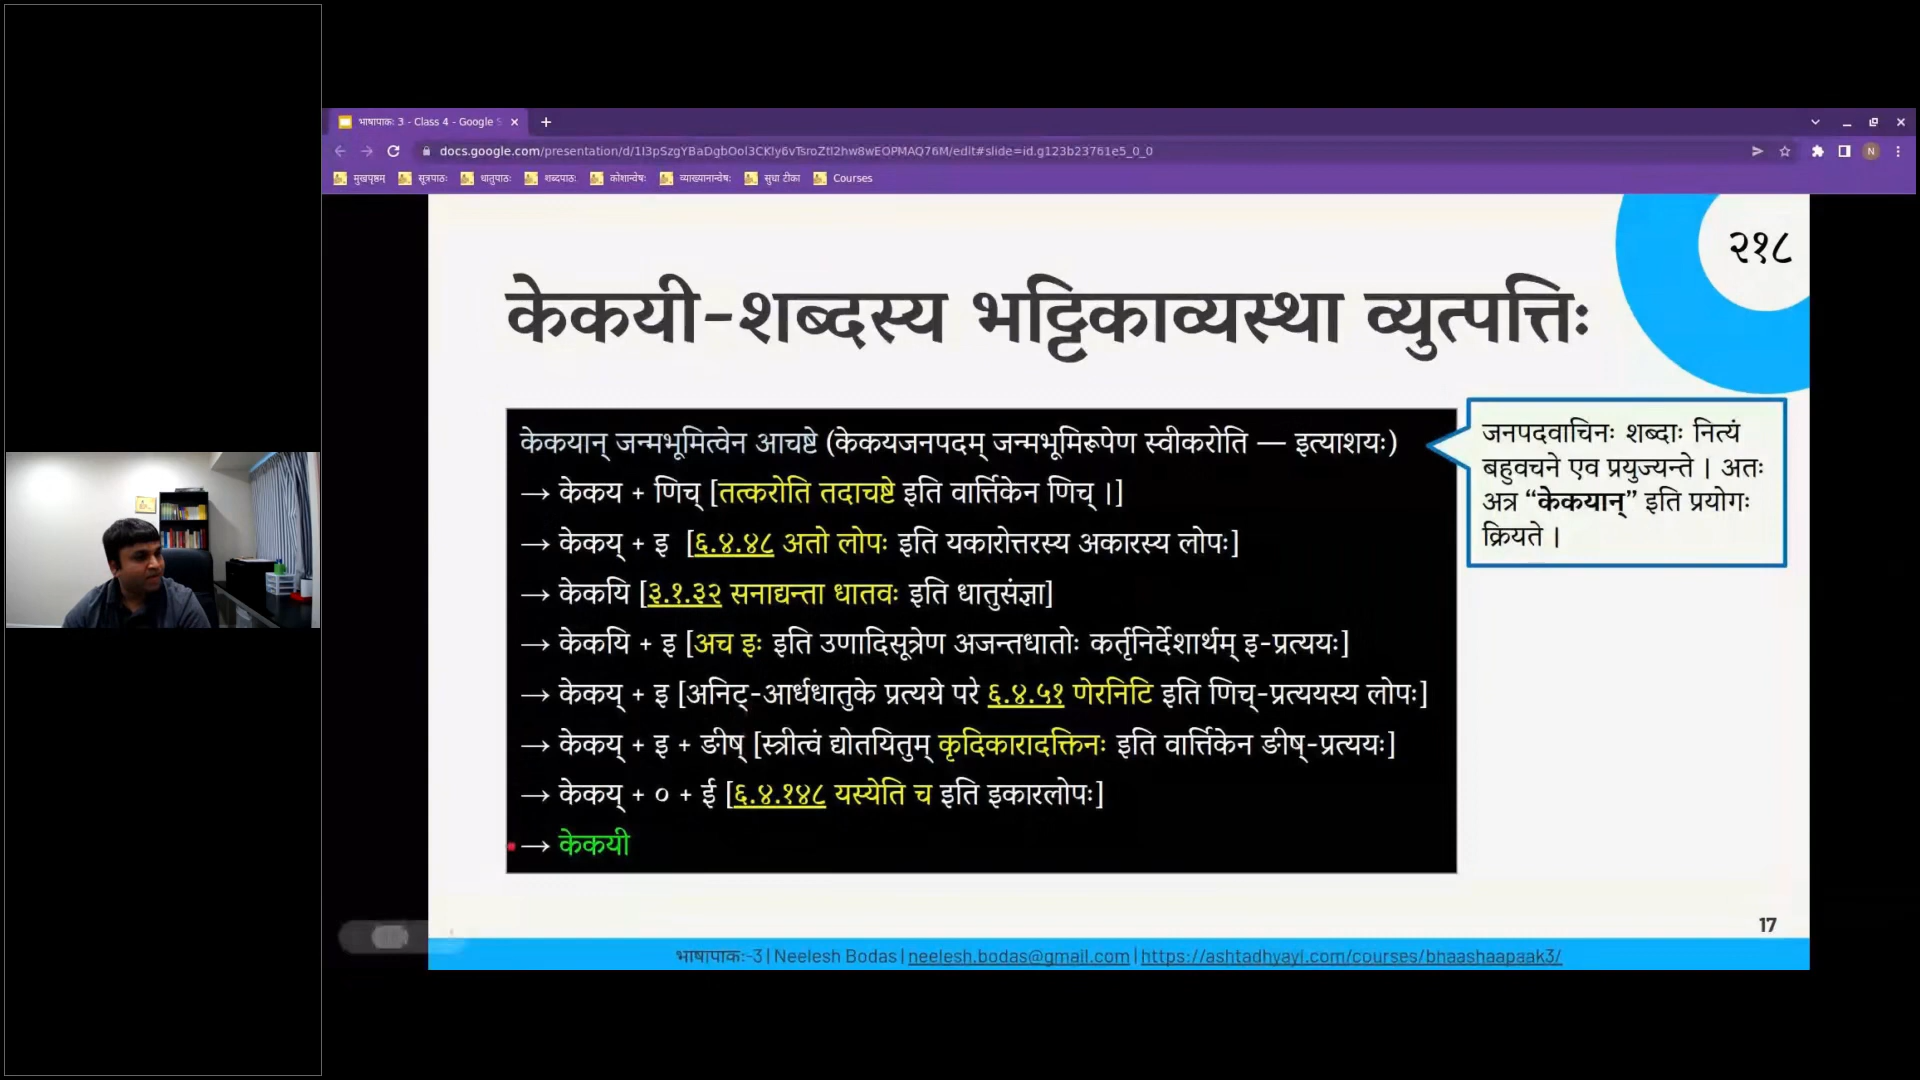 भाषापाकः 3 - Class 4 - Google S
docs.google.com/presentation/d/1I3pSzgYBaDgbOol3CKIy6vTsroZtI2hw8wEOPMAQ76M/edit#slide=id.g123b23761e5_0_0
N
मुखपृष्ठम् सूत्रपाठः धातुपाठः शब्दपाठः कोशान्वेषः व्याख्यानान्वेषः सुधा टीका Courses
२१८
केकयी-शब्दस्य भट्टिकाव्यस्था व्युत्पत्तिः
केकयान् जन्मभूमित्वेन आचष्टे (केकयजनपदम् जन्मभूमिरूपेण स्वीकरोति — इत्याशयः)
→ केकय + णिच् [तत्करोति तदाचष्टे इति वार्त्तिकेन णिच् ।]
→ केकय् + इ [६.४.४८ अतो लोपः इति यकारोत्तरस्य अकारस्य लोपः]
→ केकयि [३.१.३२ सनाद्यन्ता धातवः इति धातुसंज्ञा]
→ केकयि + इ [अच इः इति उणादिसूत्रेण अजन्तधातोः कर्तृनिर्देशार्थम् इ-प्रत्ययः]
→ केकय् + इ [अनिट्-आर्धधातुके प्रत्यये परे ६.४.५१ णेरनिटि इति णिच्-प्रत्ययस्य लोपः]
→ केकय् + इ + ङीष् [स्त्रीत्वं द्योतयितुम् कृदिकारादक्तिनः इति वार्त्तिकेन ङीष्-प्रत्ययः]
→ केकय् + ० + ई [६.४.१४८ यस्येति च इति इकारलोपः]
→ केकयी
जनपदवाचिनः शब्दाः नित्यं
बहुवचने एव प्रयुज्यन्ते । अतः
अत्र “केकयान्” इति प्रयोगः
क्रियते ।
17
भाषापाकः-3 | Neelesh Bodas | neelesh.bodas@gmail.com | https://ashtadhyayi.com/courses/bhaashaapaak3/